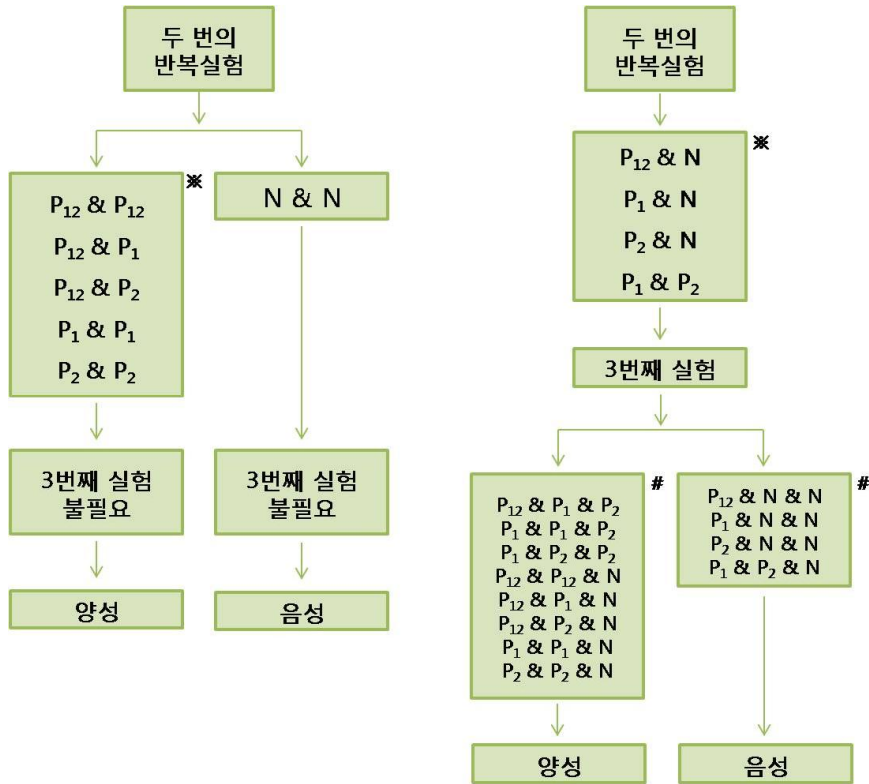 두 번의
반복실험
※
P₁₂ & P₁₂
P₁₂ & P₁
P₁₂ & P₂
P₁ & P₁
P₂ & P₂
N & N
3번째 실험
불필요
3번째 실험
불필요
양성
음성
두 번의
반복실험
※
P₁₂ & N
P₁ & N
P₂ & N
P₁ & P₂
3번째 실험
#
P₁₂ & P₁ & P₂
P₁ & P₁ & P₂
P₁ & P₂ & P₂
P₁₂ & P₁₂ & N
P₁₂ & P₁ & N
P₁₂ & P₂ & N
P₁ & P₁ & N
P₂ & P₂ & N
#
P₁₂ & N & N
P₁ & N & N
P₂ & N & N
P₁ & P₂ & N
양성
음성